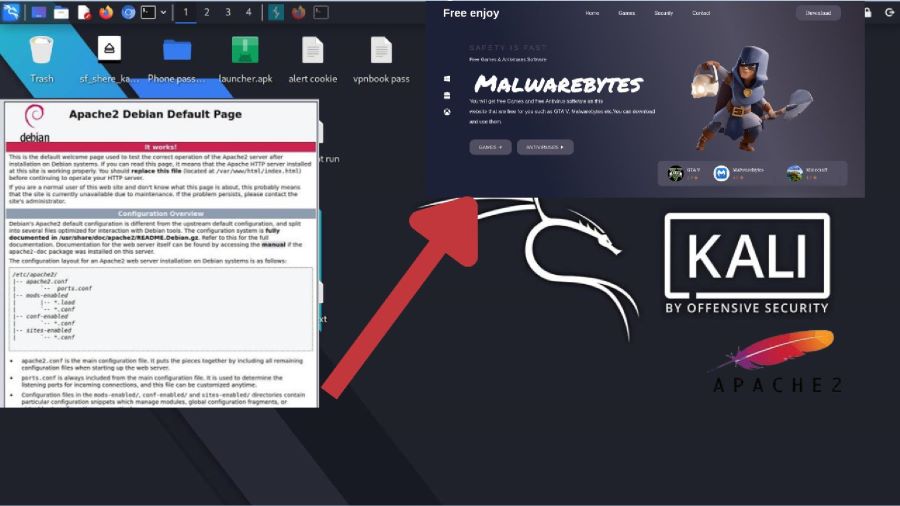 1 2 3 4
Trash
sf_shere_ka...
Phone pass...
launcher.apk
alert cookie
vpnbook pass
Apache2 Debian Default Page
debian
It works!
This is the default welcome page used to test the correct operation of the Apache2 server after
installation on Debian systems. If you can read this page, it means that the Apache HTTP server installed
at this site is working properly. You should replace this file (located at /var/www/html/index.html)
before continuing to operate your HTTP server.
If you are a normal user of this web site and don't know what this page is about, this probably means
that the site is currently unavailable due to maintenance. If the problem persists, please contact the
site's administrator.
Configuration Overview
Debian's Apache2 default configuration is different from the upstream default configuration, and split
into several files optimized for interaction with Debian tools. The configuration system is fully
documented in /usr/share/doc/apache2/README.Debian.gz. Refer to this for the full
documentation. Documentation for the web server itself can be found by accessing the manual if the
apache2-doc package was installed on this server.
The configuration layout for an Apache2 web server installation on Debian systems is as follows:
/etc/apache2/
|-- apache2.conf
| `-- ports.conf
|-- mods-enabled
| |-- *.load
| `-- *.conf
|-- conf-enabled
| `-- *.conf
|-- sites-enabled
| `-- *.conf
• apache2.conf is the main configuration file. It puts the pieces together by including all remaining
configuration files when starting up the web server.
• ports.conf is always included from the main configuration file. It is used to determine the
listening ports for incoming connections, and this file can be customized anytime.
• Configuration files in the mods-enabled/, conf-enabled/ and sites-enabled/ directories contain
particular configuration snippets which manage modules, global configuration fragments, or
t run
xt
Free enjoy
Home Games Security Contact
Download
SAFETY IS FAST
Free Games & Antiviruses Software
MALWAREBYTES
You will get free Games and free Antivirus software on this
website that are free for you such as GTA V, Malwarebytes etc.You can download
and use them.
GAMES
ANTIVIRUSES
GTA V
Malwarebytes
Minecraft
KALI
BY OFFENSIVE SECURITY
APACHE2